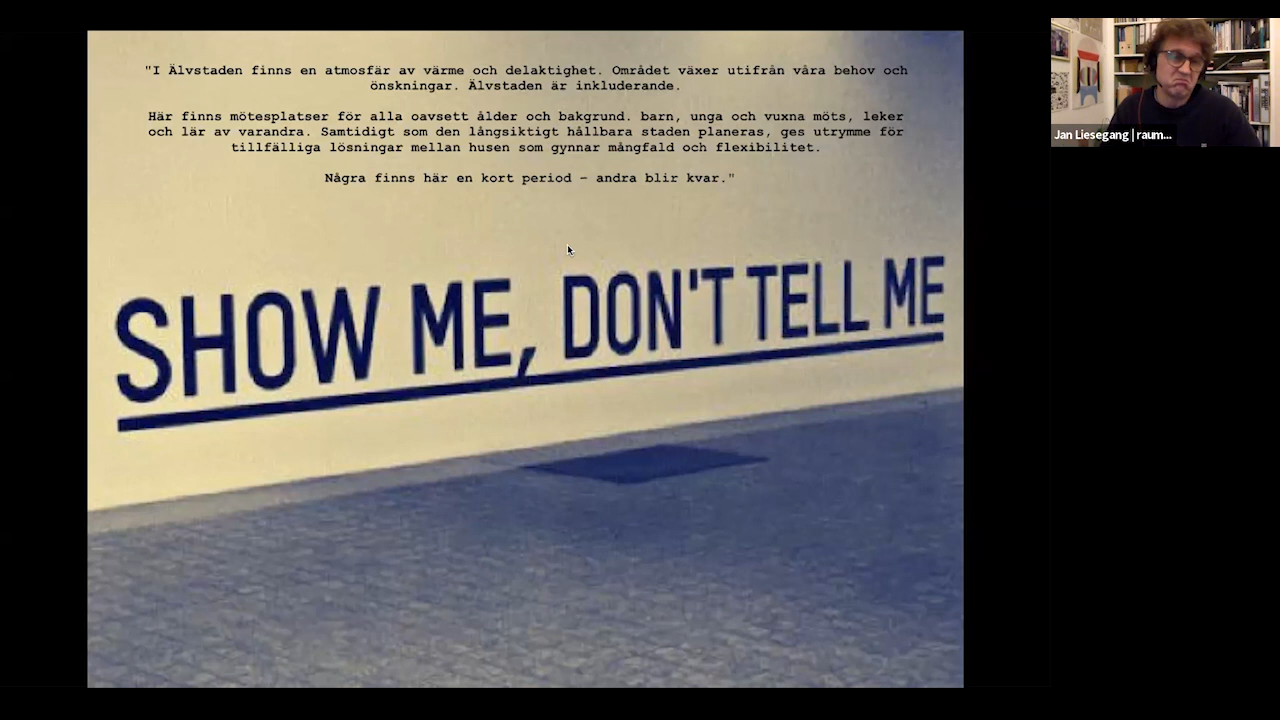 "I Älvstaden finns en atmosfär av värme och delaktighet. Området växer utifrån våra behov och
önskningar. Älvstaden är inkluderande.
Här finns mötesplatser för alla oavsett ålder och bakgrund. barn, unga och vuxna möts, leker
och lär av varandra. Samtidigt som den långsiktigt hållbara staden planeras, ges utrymme för
tillfälliga lösningar mellan husen som gynnar mångfald och flexibilitet.
Några finns här en kort period – andra blir kvar."
SHOW ME, DON'T TELL ME
Jan Liesegang | raum...